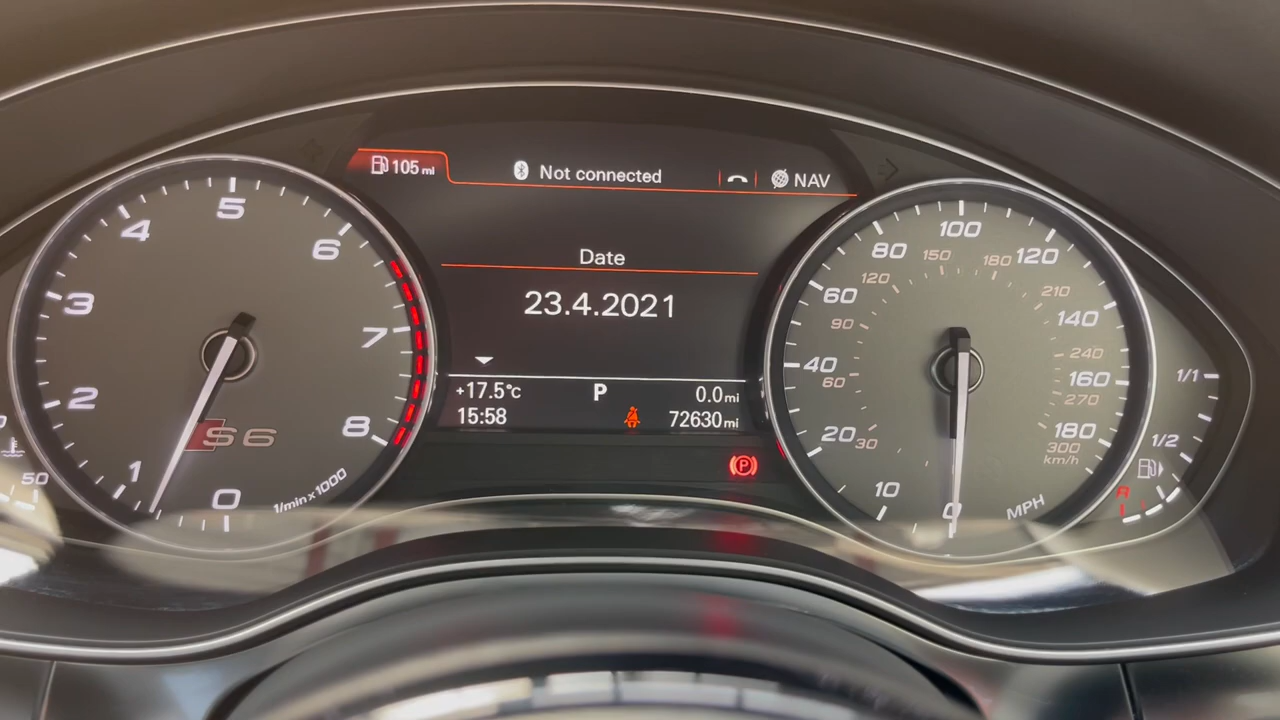 105 mi
Not connected
NAV
Date
23.4.2021
+17.5°C
P
0.0 mi
15:58
72630 mi
P
0
1
2
3
4
5
6
7
8
S6
1/min x 1000
50
0
10
20
40
60
80
100
120
140
160
180
MPH
30
60
90
120
150
180
210
240
270
300
km/h
1/1
1/2
R